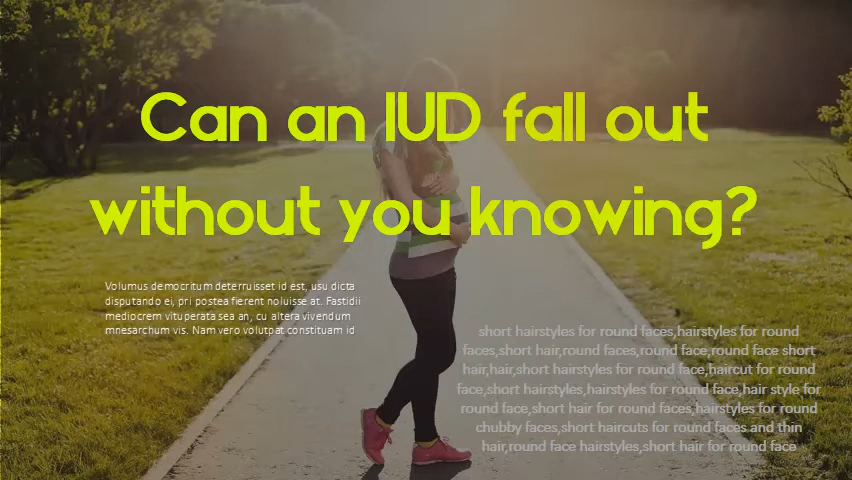 Can an IUD fall out
without you knowing?
Volumus democritum deterruisset id est, usu dicta
disputando ei, pri postea fierent noluisse at. Fastidii
mediocrem vituperata sea an, cu altera vivendum
mnesarchum vis. Nam vero volutpat constituam id
short hairstyles for round faces,hairstyles for round
faces,short hair,round faces,round face,round face short
hair,hair,short hairstyles for round face,haircut for round
face,short hairstyles,hairstyles for round face,hair style for
round face,short hair for round faces,hairstyles for round
chubby faces,short haircuts for round faces and thin
hair,round face hairstyles,short hair for round face